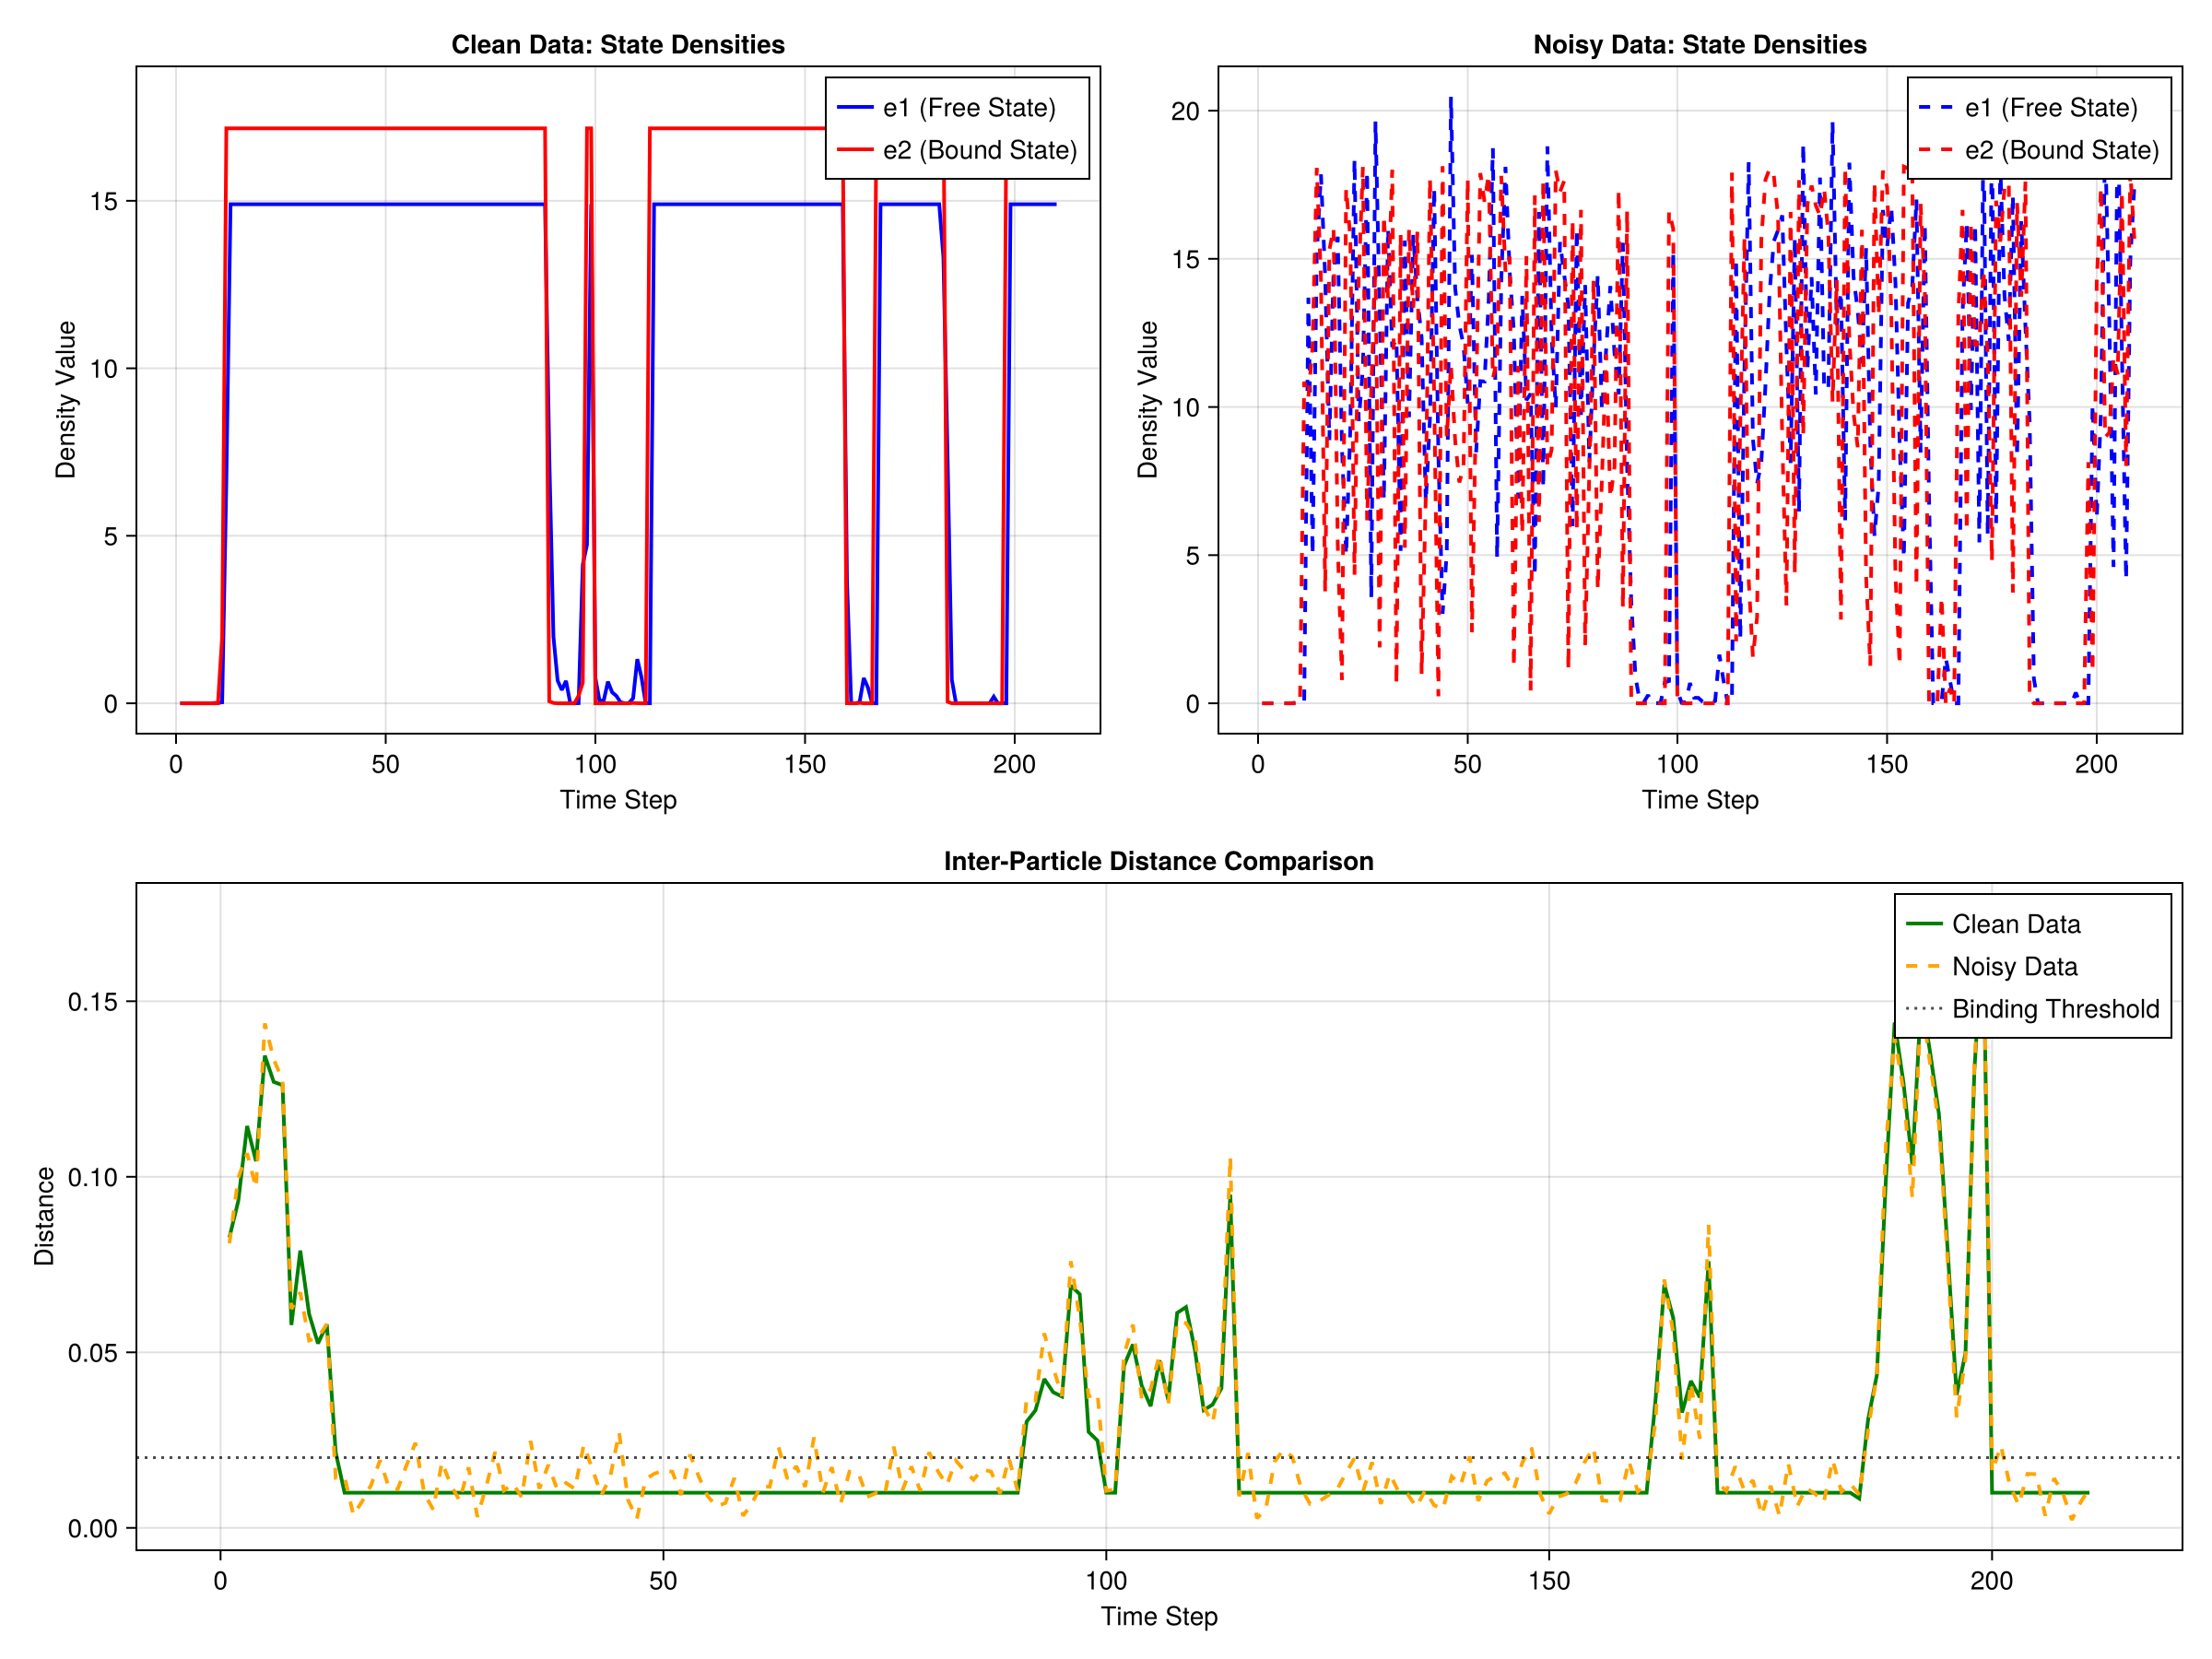 Clean Data: State Densities
e1 (Free State)
e2 (Bound State)
Density Value
15
10
5
0
0 50 100 150 200
Time Step
Noisy Data: State Densities
e1 (Free State)
e2 (Bound State)
Density Value
20
15
10
5
0
0 50 100 150 200
Time Step
Inter-Particle Distance Comparison
Clean Data
Noisy Data
Binding Threshold
Distance
0.15
0.10
0.05
0.00
0 50 100 150 200
Time Step